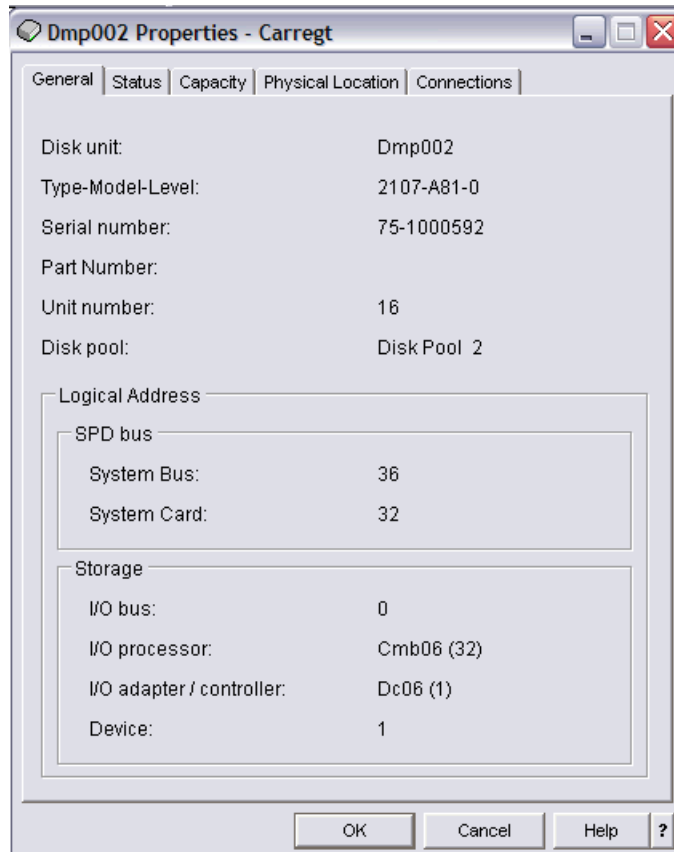 Dmp002 Properties - Carregt
General Status Capacity Physical Location Connections
Disk unit: Dmp002
Type-Model-Level: 2107-A81-0
Serial number: 75-1000592
Part Number:
Unit number: 16
Disk pool: Disk Pool 2
Logical Address
SPD bus
System Bus: 36
System Card: 32
Storage
I/O bus: 0
I/O processor: Cmb06 (32)
I/O adapter / controller: Dc06 (1)
Device: 1
OK Cancel Help ?